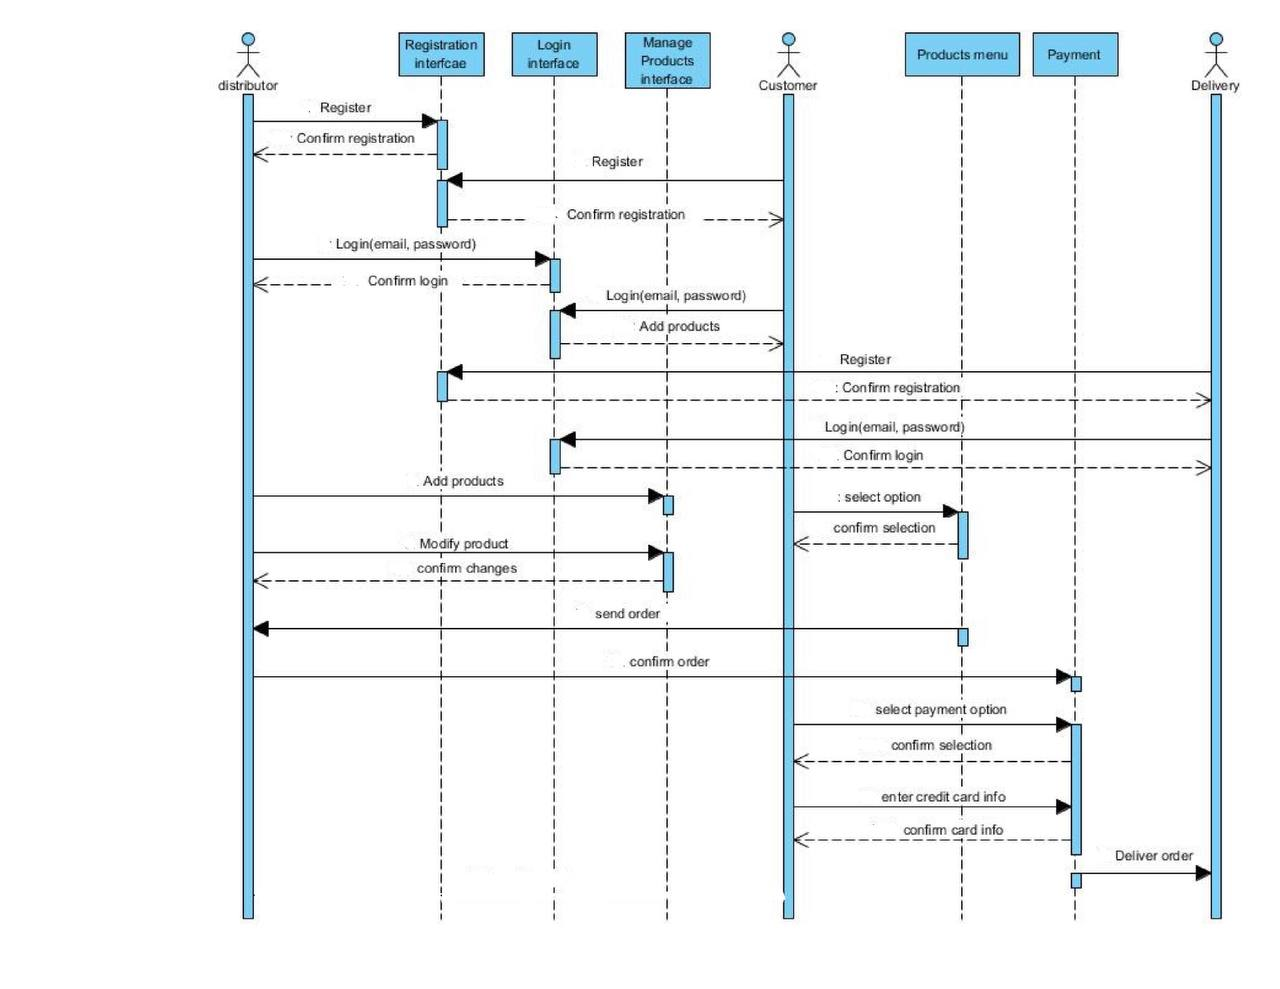 Registration
interfcae
Login
interface
Manage
Products
interface
Products menu
Payment
distributor
Customer
Delivery
Register
Confirm registration
Register
Confirm registration
Login(email, password)
Confirm login
Login(email, password)
Add products
Register
: Confirm registration
Login(email, password)
Confirm login
Add products
: select option
confirm selection
Modify product
confirm changes
send order
confirm order
select payment option
confirm selection
enter credit card info
confirm card info
Deliver order